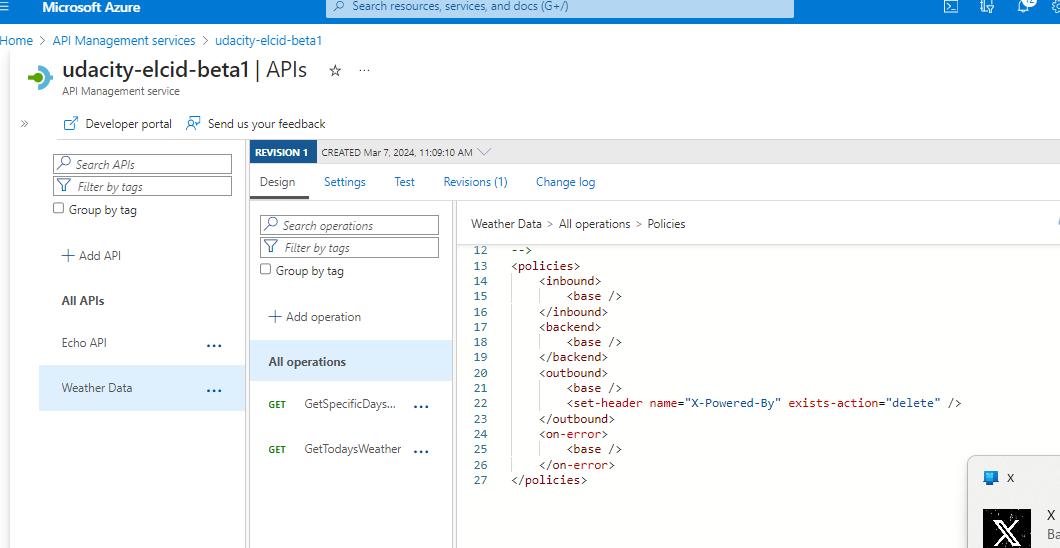 Microsoft Azure
Search resources, services, and docs (G+/)
Home > API Management services > udacity-elcid-beta1
udacity-elcid-beta1 | APIs
API Management service
Developer portal
Send us your feedback
Search APIs
Filter by tags
Group by tag
Add API
All APIs
Echo API
Weather Data
REVISION 1
CREATED Mar 7, 2024, 11:09:10 AM
Design
Settings
Test
Revisions (1)
Change log
Search operations
Filter by tags
Group by tag
Add operation
All operations
GET GetSpecificDays...
GET GetTodaysWeather
Weather Data > All operations > Policies
12 -->
13 <policies>
14 <inbound>
15 <base />
16 </inbound>
17 <backend>
18 <base />
19 </backend>
20 <outbound>
21 <base />
22 <set-header name="X-Powered-By" exists-action="delete" />
23 </outbound>
24 <on-error>
25 <base />
26 </on-error>
27 </policies>
X
X
Ba